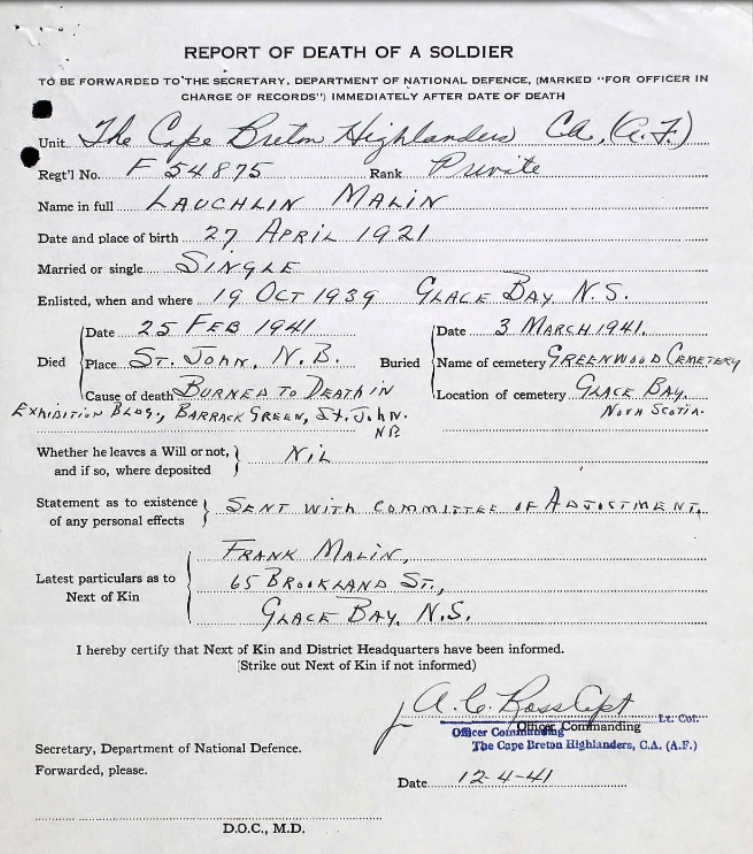 REPORT OF DEATH OF A SOLDIER
TO BE FORWARDED TO THE SECRETARY, DEPARTMENT OF NATIONAL DEFENCE, (MARKED "FOR OFFICER IN
CHARGE OF RECORDS") IMMEDIATELY AFTER DATE OF DEATH
Unit The Cape Breton Highlanders CA, (A.F.)
Regt'l No. F 54875 Rank Private
Name in full LAUCHLIN MALIN
Date and place of birth 27 APRIL 1921
Married or single SINGLE
Enlisted, when and where 19 OCT 1939 GLACE BAY N.S.
Died Date 25 FEB 1941
Place ST. JOHN, N.B.
Cause of death BURNED TO DEATH IN
EXHIBITION BLDG., BARRACK GREEN, St. JOHN.
NB
Buried Date 3 MARCH 1941.
Name of cemetery GREENWOOD CEMETERY
Location of cemetery GLACE BAY.
NOVA SCOTIA.
Whether he leaves a Will or not, and if so, where deposited NIL
Statement as to existence of any personal effects SENT WITH COMMITTEE OF ADJUSTMENT.
Latest particulars as to Next of Kin FRANK MALIN,
65 BROOKLAND ST.,
GLACE BAY, N.S.
I hereby certify that Next of Kin and District Headquarters have been informed.
(Strike out Next of Kin if not informed)
A.C. Ross Capt
Lt. Col.
Officer Commanding
Officer Commanding
The Cape Breton Highlanders, C.A. (A.F.)
Secretary, Department of National Defence.
Forwarded, please.
Date 12-4-41
D.O.C., M.D.